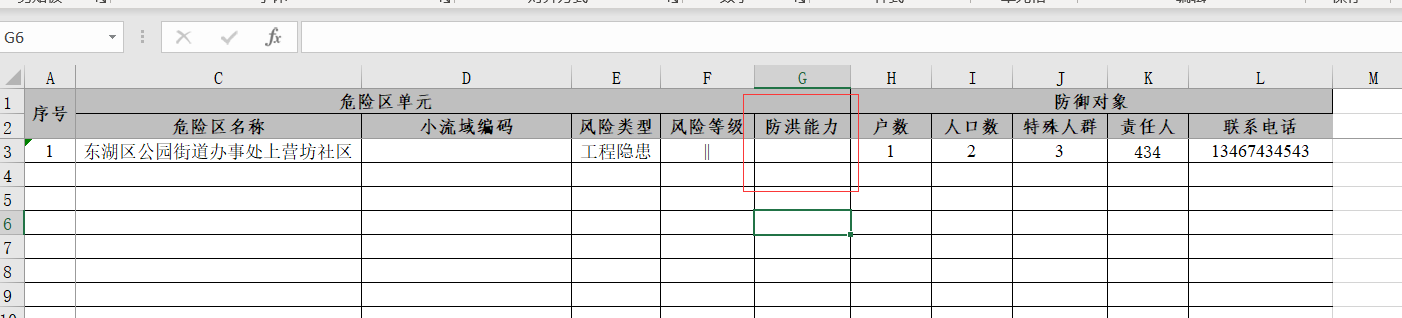 G6 fx
A C D E F G H I J K L M
1 序号 危险区单元 防御对象
2 危险区名称 小流域编码 风险类型 风险等级 防洪能力 户数 人口数 特殊人群 责任人 联系电话
3 1 东湖区公园街道办事处上营坊社区 工程隐患 || 1 2 3 434 13467434543
4
5
6
7
8
9